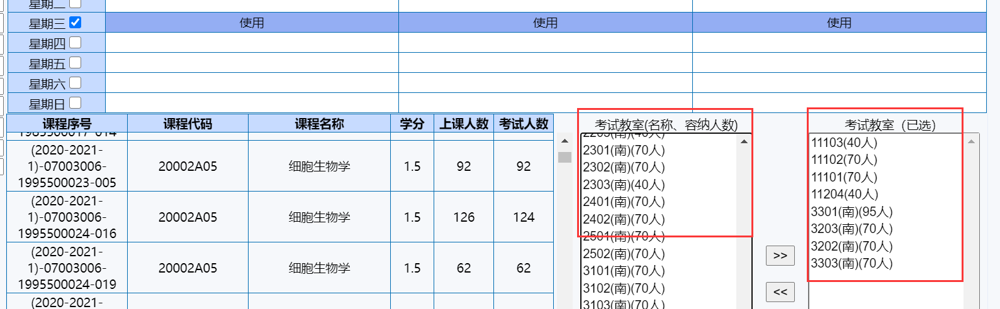 星期二
星期三 使用 使用 使用
星期四
星期五
星期六
星期日
课程序号 课程代码 课程名称 学分 上课人数 考试人数
1985500017-014
(2020-2021-
1)-07003006-
1995500023-005
20002A05 细胞生物学 1.5 92 92
(2020-2021-
1)-07003006-
1995500024-016
20002A05 细胞生物学 1.5 126 124
(2020-2021-
1)-07003006-
1995500024-019
20002A05 细胞生物学 1.5 62 62
(2020-2021-
考试教室(名称、容纳人数)
2203(南)(40人)
2301(南)(70人)
2302(南)(70人)
2303(南)(40人)
2401(南)(70人)
2402(南)(70人)
2501(南)(70人)
2502(南)(70人)
3101(南)(70人)
3102(南)(70人)
3103(南)(70人)
>>
<<
考试教室（已选）
11103(40人)
11102(70人)
11101(70人)
11204(40人)
3301(南)(95人)
3203(南)(70人)
3202(南)(70人)
3303(南)(70人)